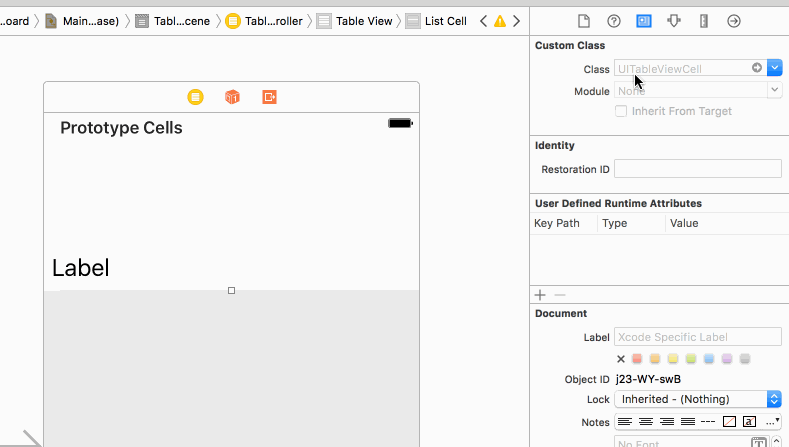 ...oard Main...ase) Tabl...cene Tabl...roller Table View List Cell
Custom Class
Class UITableViewCell
Module None
Inherit From Target
Identity
Restoration ID
User Defined Runtime Attributes
Key Path Type Value
Document
Label Xcode Specific Label
Object ID j23-WY-swB
Lock Inherited - (Nothing)
Notes
No Font
Prototype Cells
Label